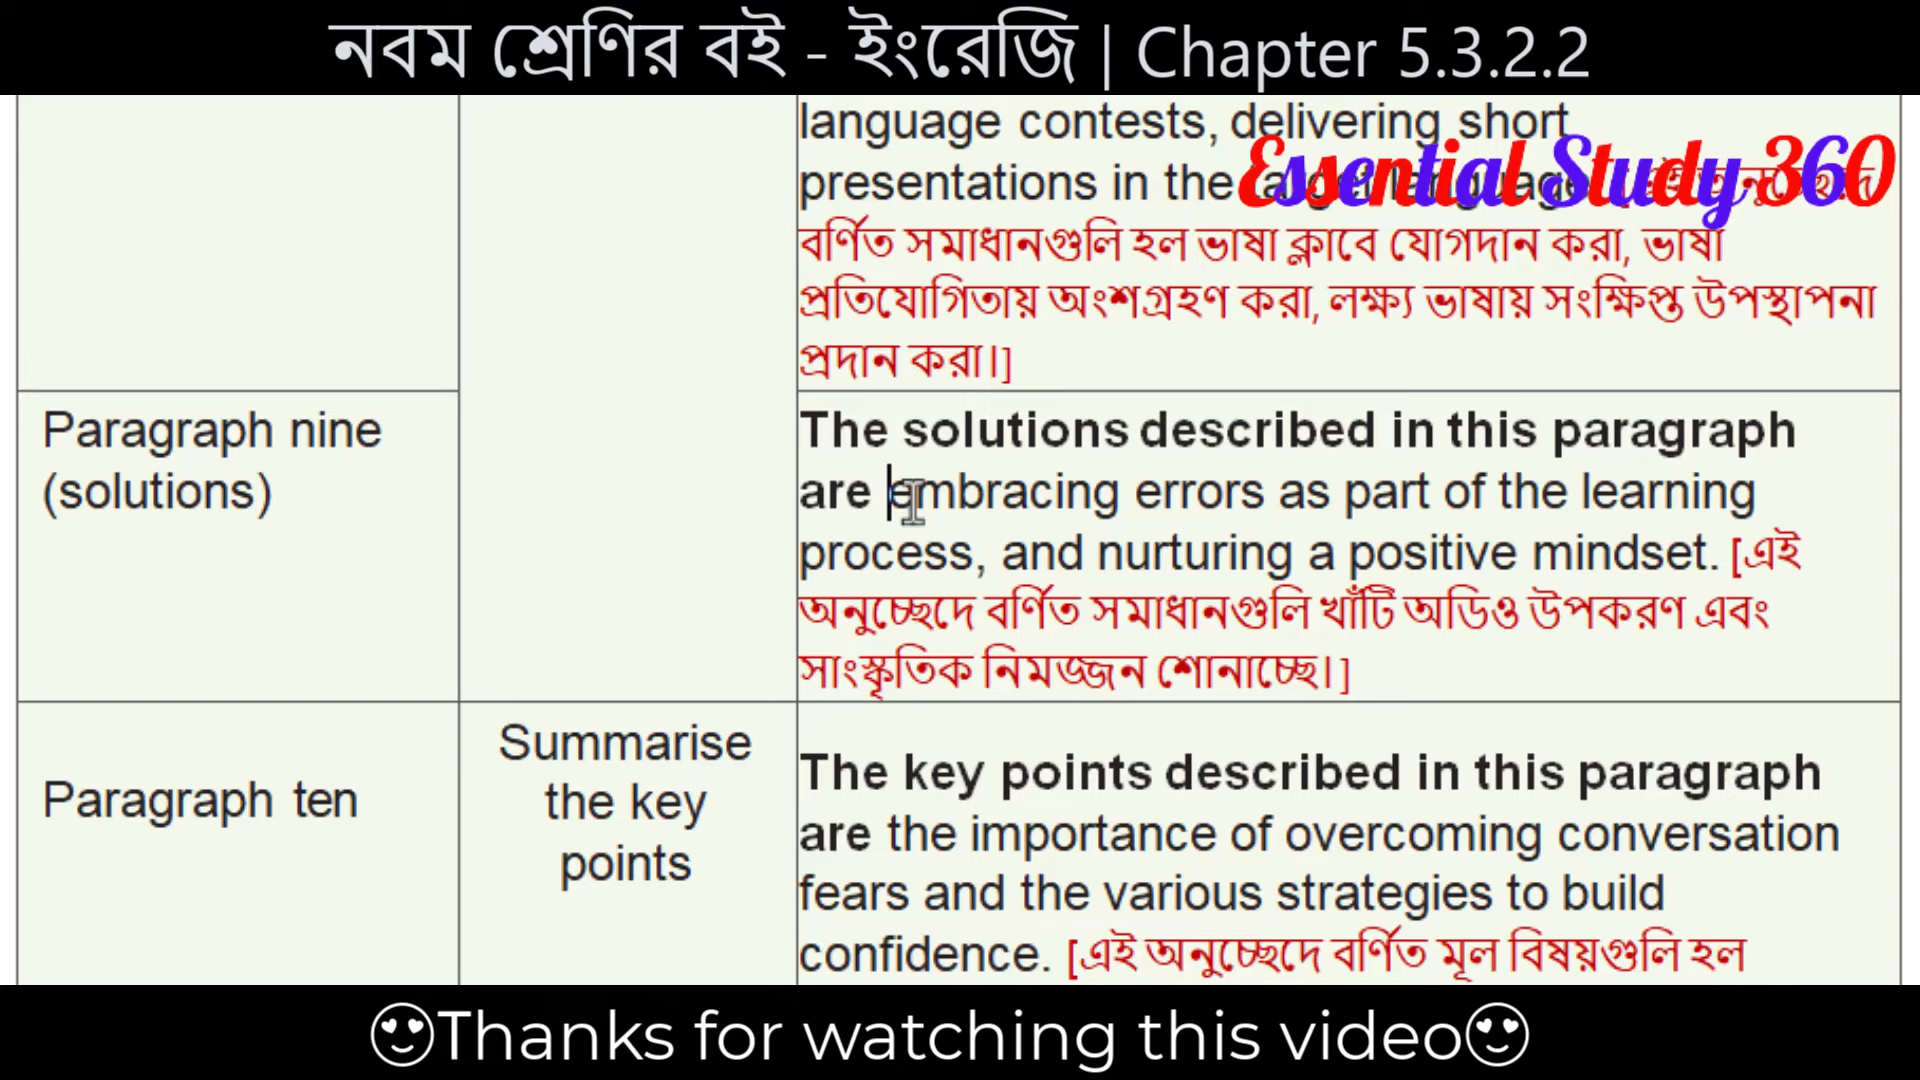 নবম শ্রেণির বই - ইংরেজি | Chapter 5.3.2.2
language contests, delivering short
Essential Study 360
presentations in the target language.
বর্ণিত সমাধানগুলি হল ভাষা ক্লাবে যোগদান করা, ভাষা
প্রতিযোগিতায় অংশগ্রহণ করা, লক্ষ্য ভাষায় সংক্ষিপ্ত উপস্থাপনা
প্রদান করা।]
Paragraph nine
(solutions)
The solutions described in this paragraph
are embracing errors as part of the learning
process, and nurturing a positive mindset. [এই
অনুচ্ছেদে বর্ণিত সমাধানগুলি খাঁটি অডিও উপকরণ এবং
সাংস্কৃতিক নিমজ্জন শোনাচ্ছে।]
Paragraph ten
Summarise
the key
points
The key points described in this paragraph
are the importance of overcoming conversation
fears and the various strategies to build
confidence. [এই অনুচ্ছেদে বর্ণিত মূল বিষয়গুলি হল
Thanks for watching this video